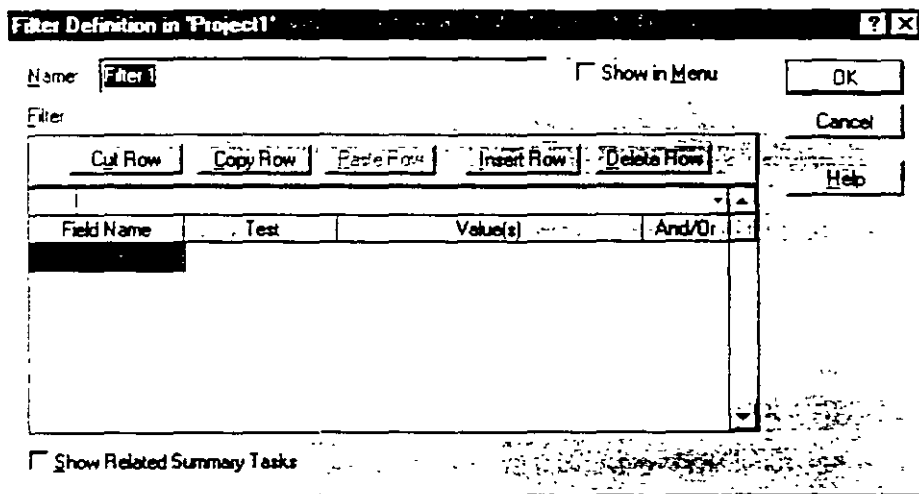 Filter Definition in 'Project1'
Name: Filter 1 Show in Menu OK
Filter Cancel
Cut Row Copy Row Paste Row Insert Row Delete Row Help
Field Name Test Value(s) And/Or
Show Related Summary Tasks